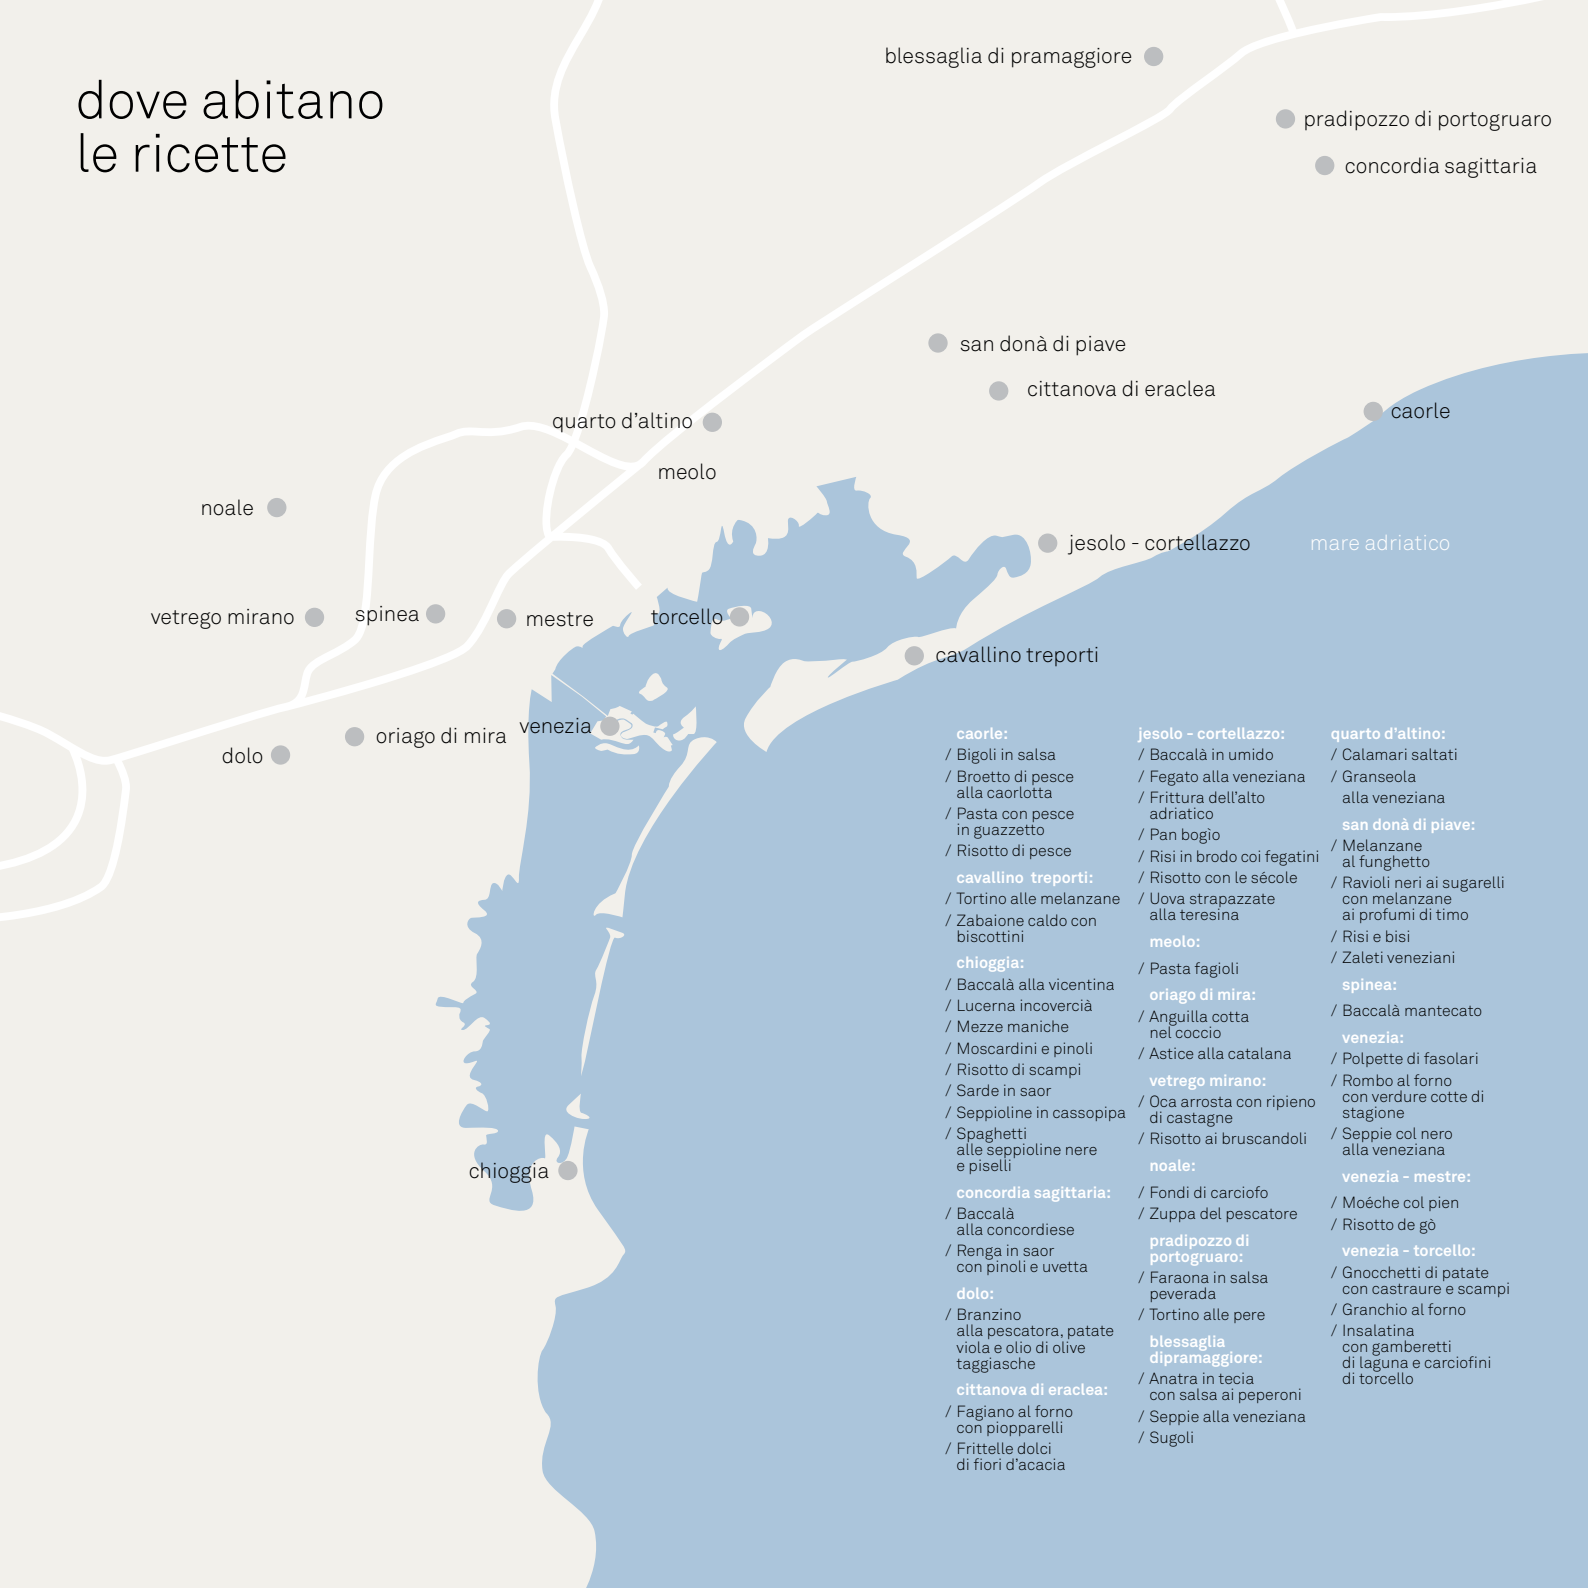 dove abitano
le ricette
blessaglia di pramaggiore
pradipozzo di portogruaro
concordia sagittaria
san donà di piave
cittanova di eraclea
caorle
quarto d'altino
meolo
noale
jesolo - cortellazzo
mare adriatico
vetrego mirano
spinea
mestre
torcello
cavallino treporti
venezia
oriago di mira
dolo
chioggia
caorle:
/ Bigoli in salsa
/ Broetto di pesce
alla caorlotta
/ Pasta con pesce
in guazzetto
/ Risotto di pesce
cavallino treporti:
/ Tortino alle melanzane
/ Zabaione caldo con
biscottini
chioggia:
/ Baccalà alla vicentina
/ Lucerna incovercià
/ Mezze maniche
/ Moscardini e pinoli
/ Risotto di scampi
/ Sarde in saor
/ Seppioline in cassopipa
/ Spaghetti
alle seppioline nere
e piselli
concordia sagittaria:
/ Baccalà
alla concordiese
/ Renga in saor
con pinoli e uvetta
dolo:
/ Branzino
alla pescatora, patate
viola e olio di olive
taggiasche
cittanova di eraclea:
/ Fagiano al forno
con piopparelli
/ Frittelle dolci
di fiori d'acacia
jesolo - cortellazzo:
/ Baccalà in umido
/ Fegato alla veneziana
/ Frittura dell'alto
adriatico
/ Pan bogìo
/ Risi in brodo coi fegatini
/ Risotto con le sécole
/ Uova strapazzate
alla teresina
meolo:
/ Pasta fagioli
oriago di mira:
/ Anguilla cotta
nel coccio
/ Astice alla catalana
vetrego mirano:
/ Oca arrosta con ripieno
di castagne
/ Risotto ai bruscandoli
noale:
/ Fondi di carciofo
/ Zuppa del pescatore
pradipozzo di
portogruaro:
/ Faraona in salsa
peverada
/ Tortino alle pere
blessaglia
dipramaggiore:
/ Anatra in tecia
con salsa ai peperoni
/ Seppie alla veneziana
/ Sugoli
quarto d'altino:
/ Calamari saltati
/ Granseola
alla veneziana
san donà di piave:
/ Melanzane
al funghetto
/ Ravioli neri ai sugarelli
con melanzane
ai profumi di timo
/ Risi e bisi
/ Zaleti veneziani
spinea:
/ Baccalà mantecato
venezia:
/ Polpette di fasolari
/ Rombo al forno
con verdure cotte di
stagione
/ Seppie col nero
alla veneziana
venezia - mestre:
/ Moéche col pien
/ Risotto de gò
venezia - torcello:
/ Gnocchetti di patate
con castraure e scampi
/ Granchio al forno
/ Insalatina
con gamberetti
di laguna e carciofini
di torcello